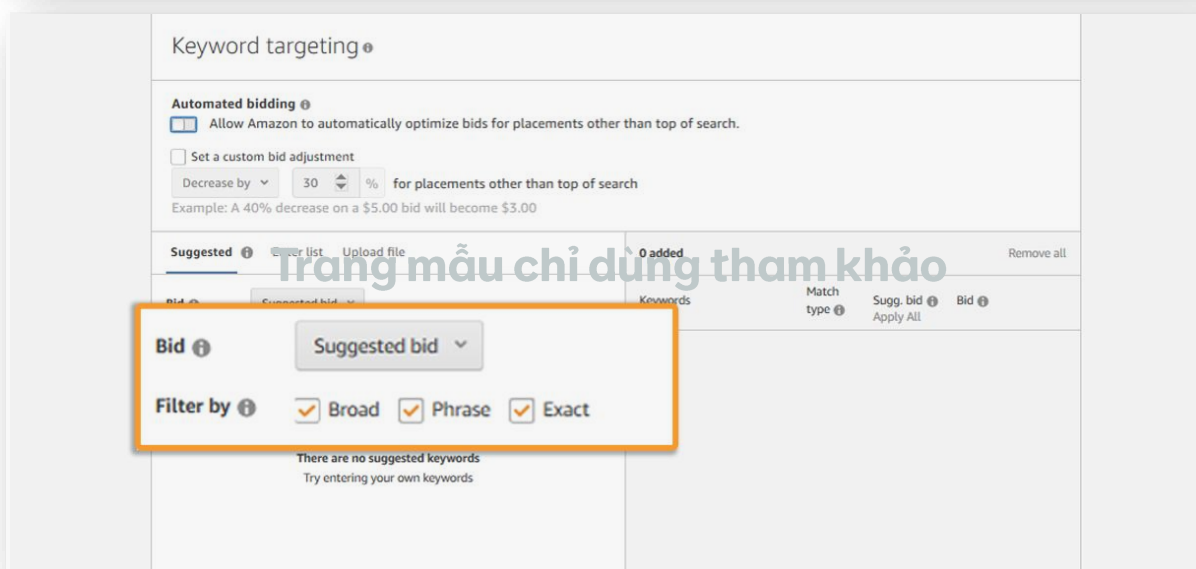 Keyword targeting
Automated bidding
Allow Amazon to automatically optimize bids for placements other than top of search.
Set a custom bid adjustment
Decrease by 30 % for placements other than top of search
Example: A 40% decrease on a $5.00 bid will become $3.00
Suggested Enter list Upload file
0 added Remove all
Trang mẫu chỉ dùng tham khảo
Bid Suggested bid
Keywords Match type Sugg. bid Bid
Apply All
Bid Suggested bid
Filter by Broad Phrase Exact
There are no suggested keywords
Try entering your own keywords